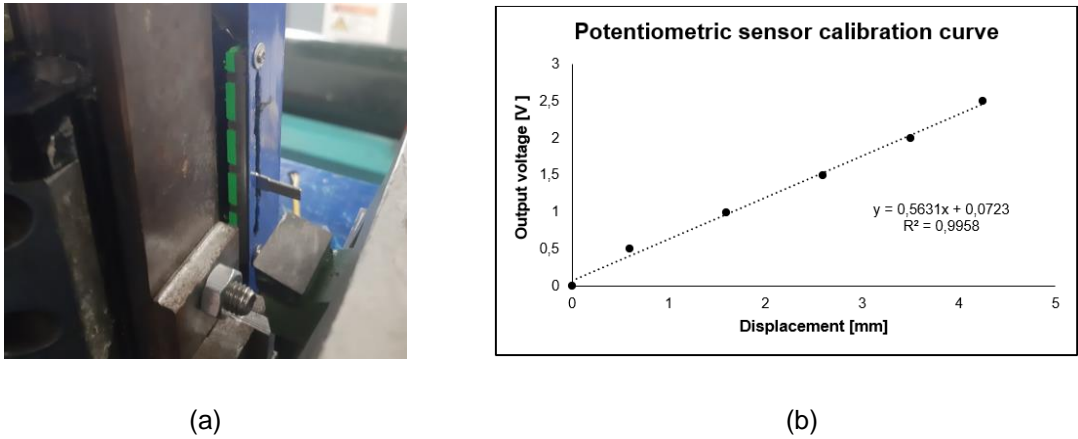 Potentiometric sensor calibration curve
Output voltage [V]
3
2,5
2
1,5
1
0,5
0
0
1
2
3
4
5
y = 0,5631x + 0,0723
R² = 0,9958
Displacement [mm]
(a)
(b)